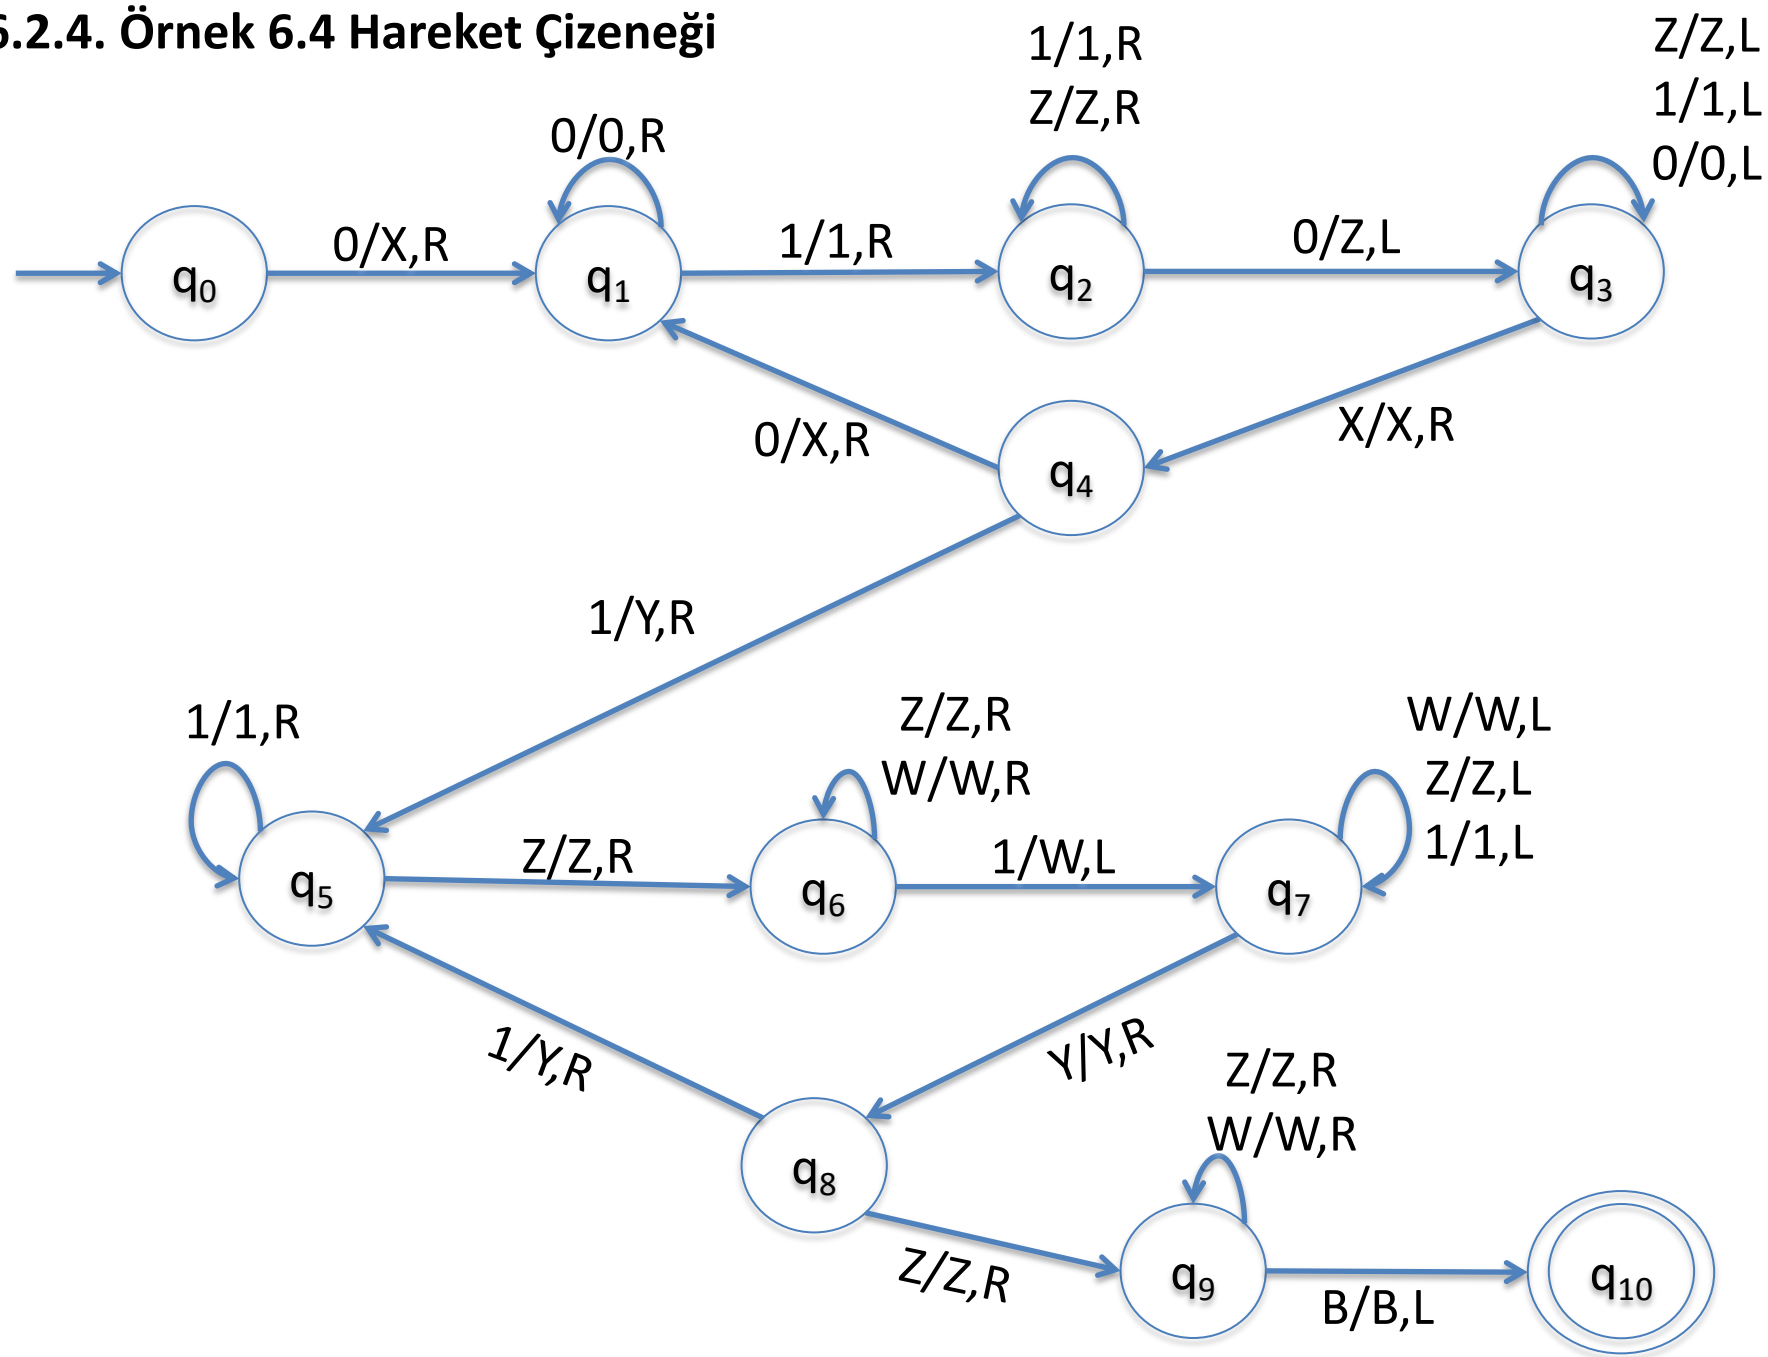 6.2.4. Örnek 6.4 Hareket Çizeneği
1/1,R
Z/Z,R
Z/Z,L
1/1,L
0/0,L
0/0,R
0/X,R
1/1,R
0/Z,L
q0
q1
q2
q3
0/X,R
X/X,R
q4
1/Y,R
1/1,R
Z/Z,R
W/W,R
W/W,L
Z/Z,L
1/1,L
Z/Z,R
1/W,L
q5
q6
q7
1/Y,R
Y/Y,R
Z/Z,R
W/W,R
q8
Z/Z,R
q9
B/B,L
q10